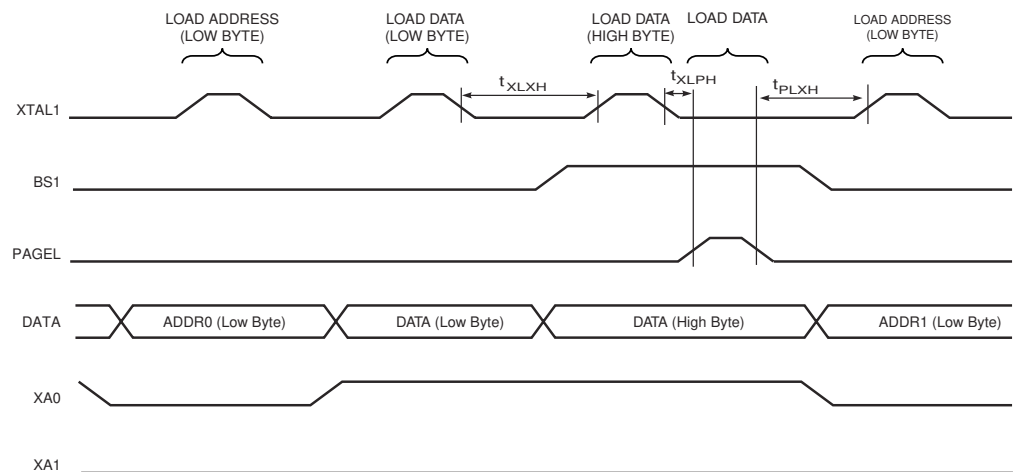 LOAD ADDRESS
(LOW BYTE)
LOAD DATA
(LOW BYTE)
LOAD DATA
(HIGH BYTE)
LOAD DATA
LOAD ADDRESS
(LOW BYTE)
tXLXH
tXLPH
tPLXH
XTAL1
BS1
PAGEL
DATA
ADDR0 (Low Byte)
DATA (Low Byte)
DATA (High Byte)
ADDR1 (Low Byte)
XA0
XA1